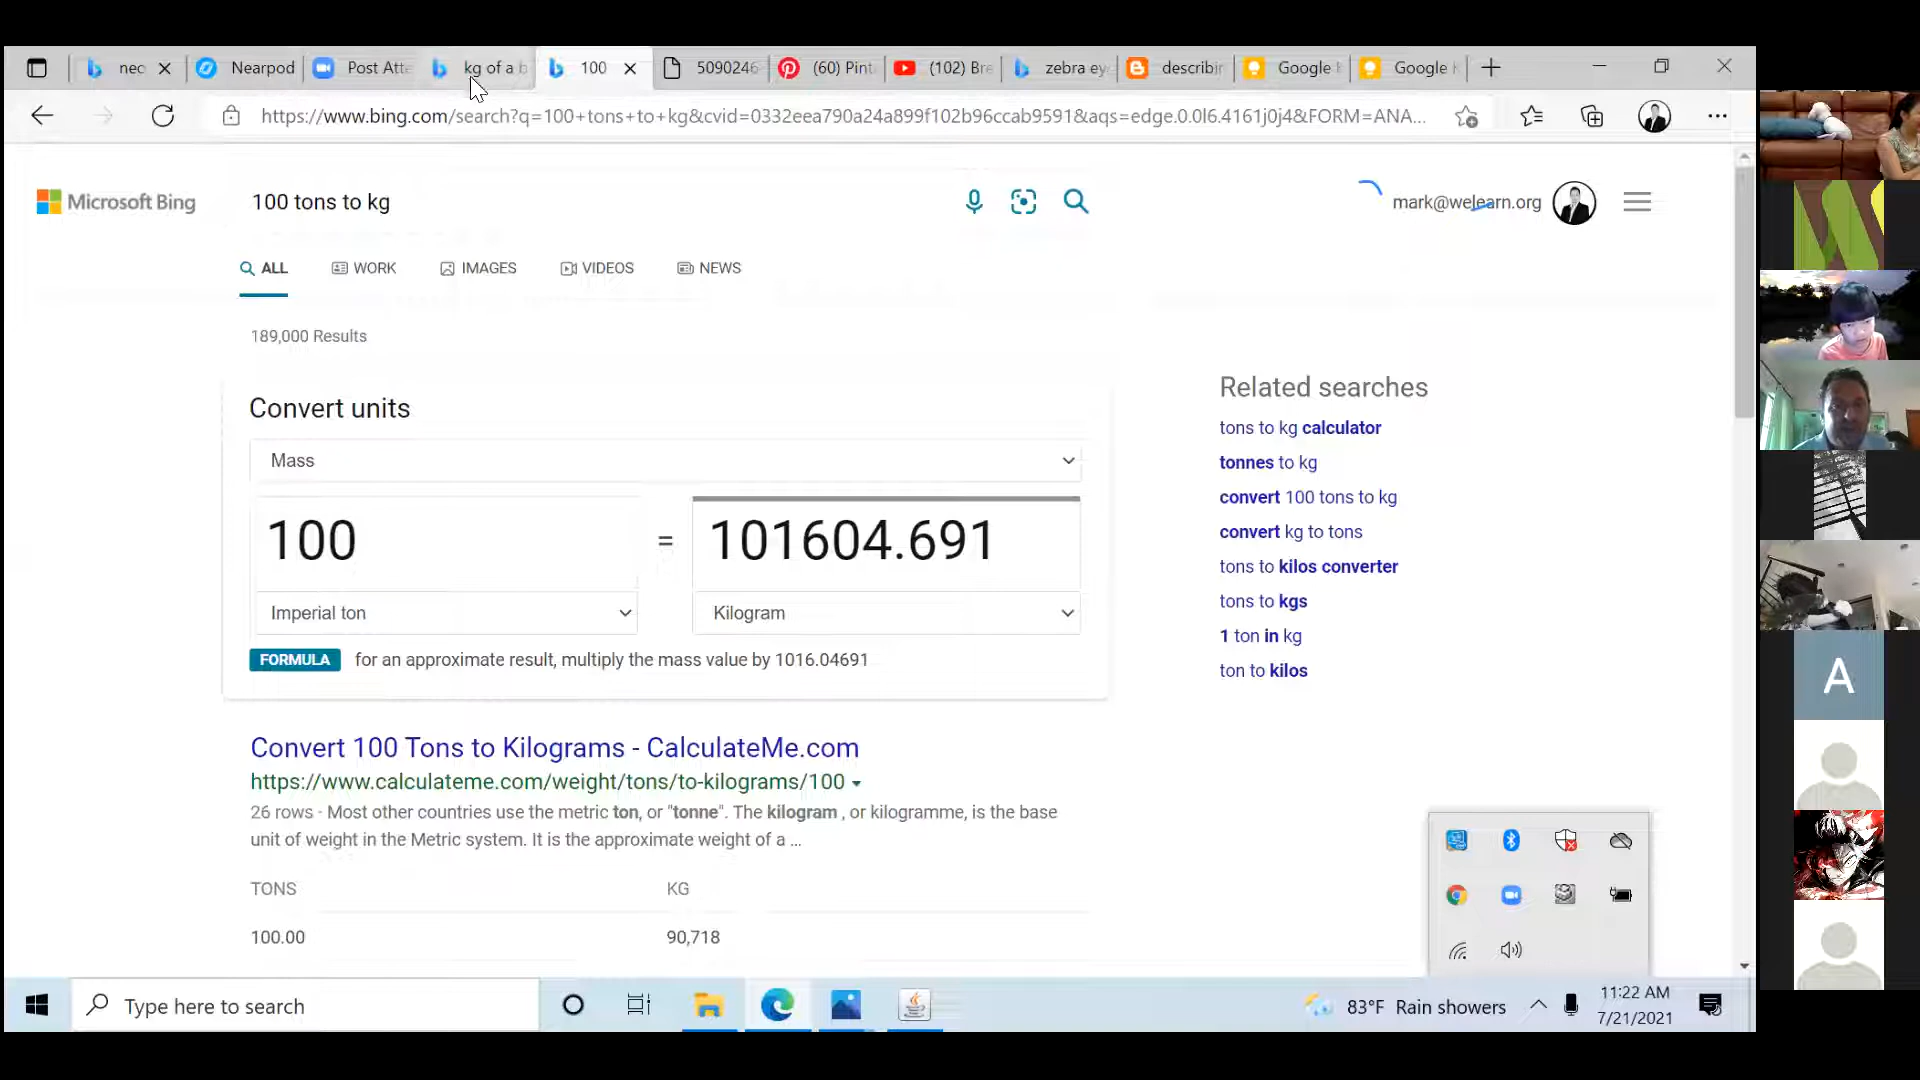 nec
Nearpod
Post Atte
kg of a b
100
5090246
(60) Pint
(102) Bre
zebra ey
describin
Google
Google
https://www.bing.com/search?q=100+tons+to+kg&cvid=0332eea790a24a899f102b96ccab9591&aqs=edge.0.0l6.4161j0j4&FORM=ANA...
Microsoft Bing
100 tons to kg
mark@welearn.org
ALL
WORK
IMAGES
VIDEOS
NEWS
189,000 Results
Convert units
Mass
100
=
101604.691
Imperial ton
Kilogram
FORMULA
for an approximate result, multiply the mass value by 1016.04691
Related searches
tons to kg calculator
tonnes to kg
convert 100 tons to kg
convert kg to tons
tons to kilos converter
tons to kgs
1 ton in kg
ton to kilos
Convert 100 Tons to Kilograms - CalculateMe.com
https://www.calculateme.com/weight/tons/to-kilograms/100
26 rows · Most other countries use the metric ton, or "tonne". The kilogram , or kilogramme, is the base
unit of weight in the Metric system. It is the approximate weight of a ...
TONS
KG
100.00
90,718
A
Type here to search
83°F Rain showers
11:22 AM
7/21/2021